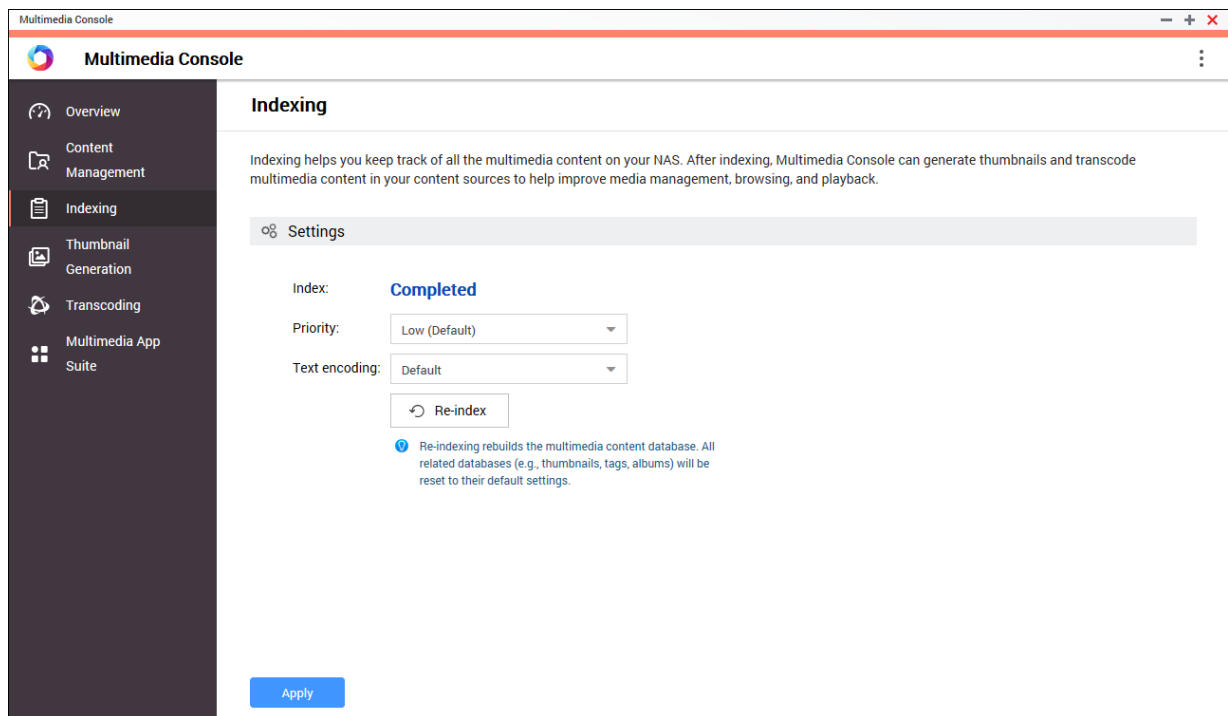 Multimedia Console
Multimedia Console
Overview
Content
Management
Indexing
Thumbnail
Generation
Transcoding
Multimedia App
Suite
Indexing
Indexing helps you keep track of all the multimedia content on your NAS. After indexing, Multimedia Console can generate thumbnails and transcode
multimedia content in your content sources to help improve media management, browsing, and playback.
Settings
Index: Completed
Priority: Low (Default)
Text encoding: Default
Re-index
Re-indexing rebuilds the multimedia content database. All
related databases (e.g., thumbnails, tags, albums) will be
reset to their default settings.
Apply